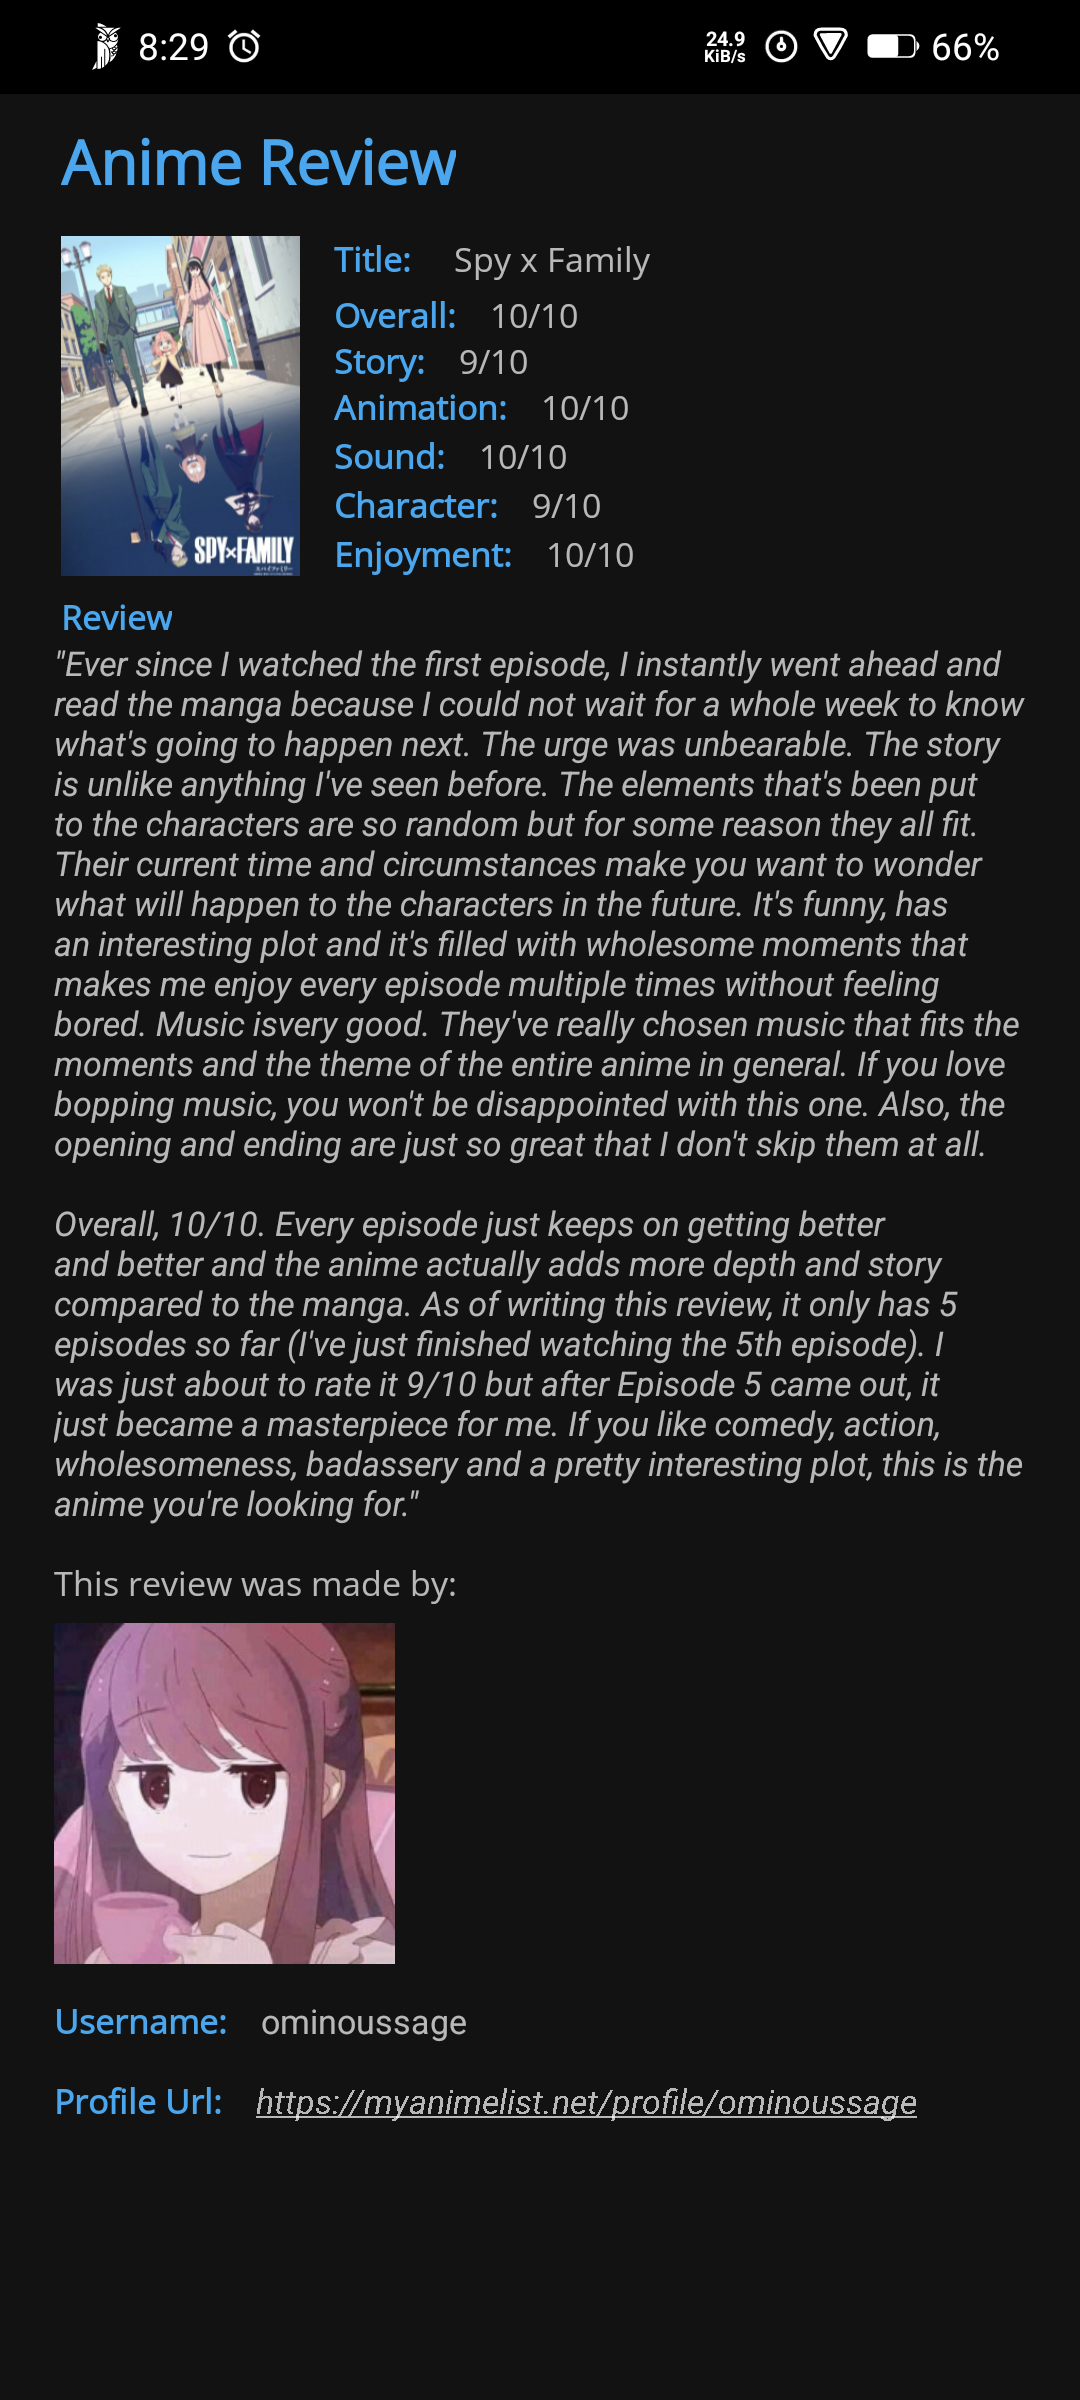 8:29
24.9
KiB/s
66%
Anime Review
Title: Spy x Family
Overall: 10/10
Story: 9/10
Animation: 10/10
Sound: 10/10
Character: 9/10
Enjoyment: 10/10
SPY×FAMILY
スパイファミリー
Review
"Ever since I watched the first episode, I instantly went ahead and
read the manga because I could not wait for a whole week to know
what's going to happen next. The urge was unbearable. The story
is unlike anything I've seen before. The elements that's been put
to the characters are so random but for some reason they all fit.
Their current time and circumstances make you want to wonder
what will happen to the characters in the future. It's funny, has
an interesting plot and it's filled with wholesome moments that
makes me enjoy every episode multiple times without feeling
bored. Music isvery good. They've really chosen music that fits the
moments and the theme of the entire anime in general. If you love
bopping music, you won't be disappointed with this one. Also, the
opening and ending are just so great that I don't skip them at all.
Overall, 10/10. Every episode just keeps on getting better
and better and the anime actually adds more depth and story
compared to the manga. As of writing this review, it only has 5
episodes so far (I've just finished watching the 5th episode). I
was just about to rate it 9/10 but after Episode 5 came out, it
just became a masterpiece for me. If you like comedy, action,
wholesomeness, badassery and a pretty interesting plot, this is the
anime you're looking for."
This review was made by:
Username: ominoussage
Profile Url: https://myanimelist.net/profile/ominoussage